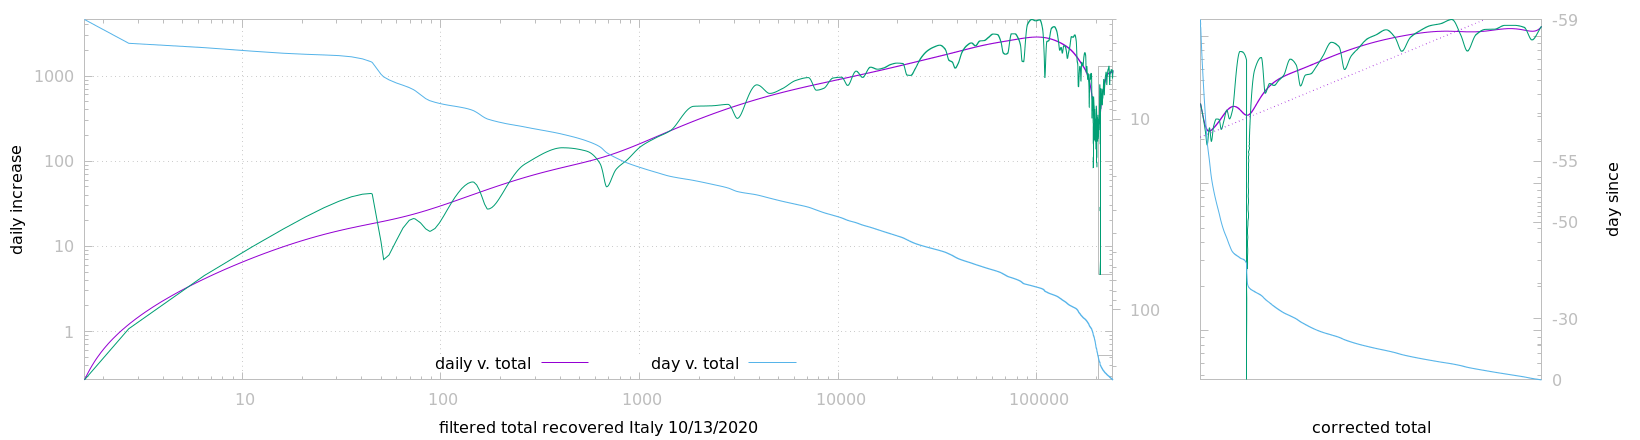 daily increase
1000
100
10
1
10
100
1000
10000
100000
filtered total recovered Italy 10/13/2020
daily v. total
day v. total
10
100
-59
-55
-50
-30
0
day since
corrected total